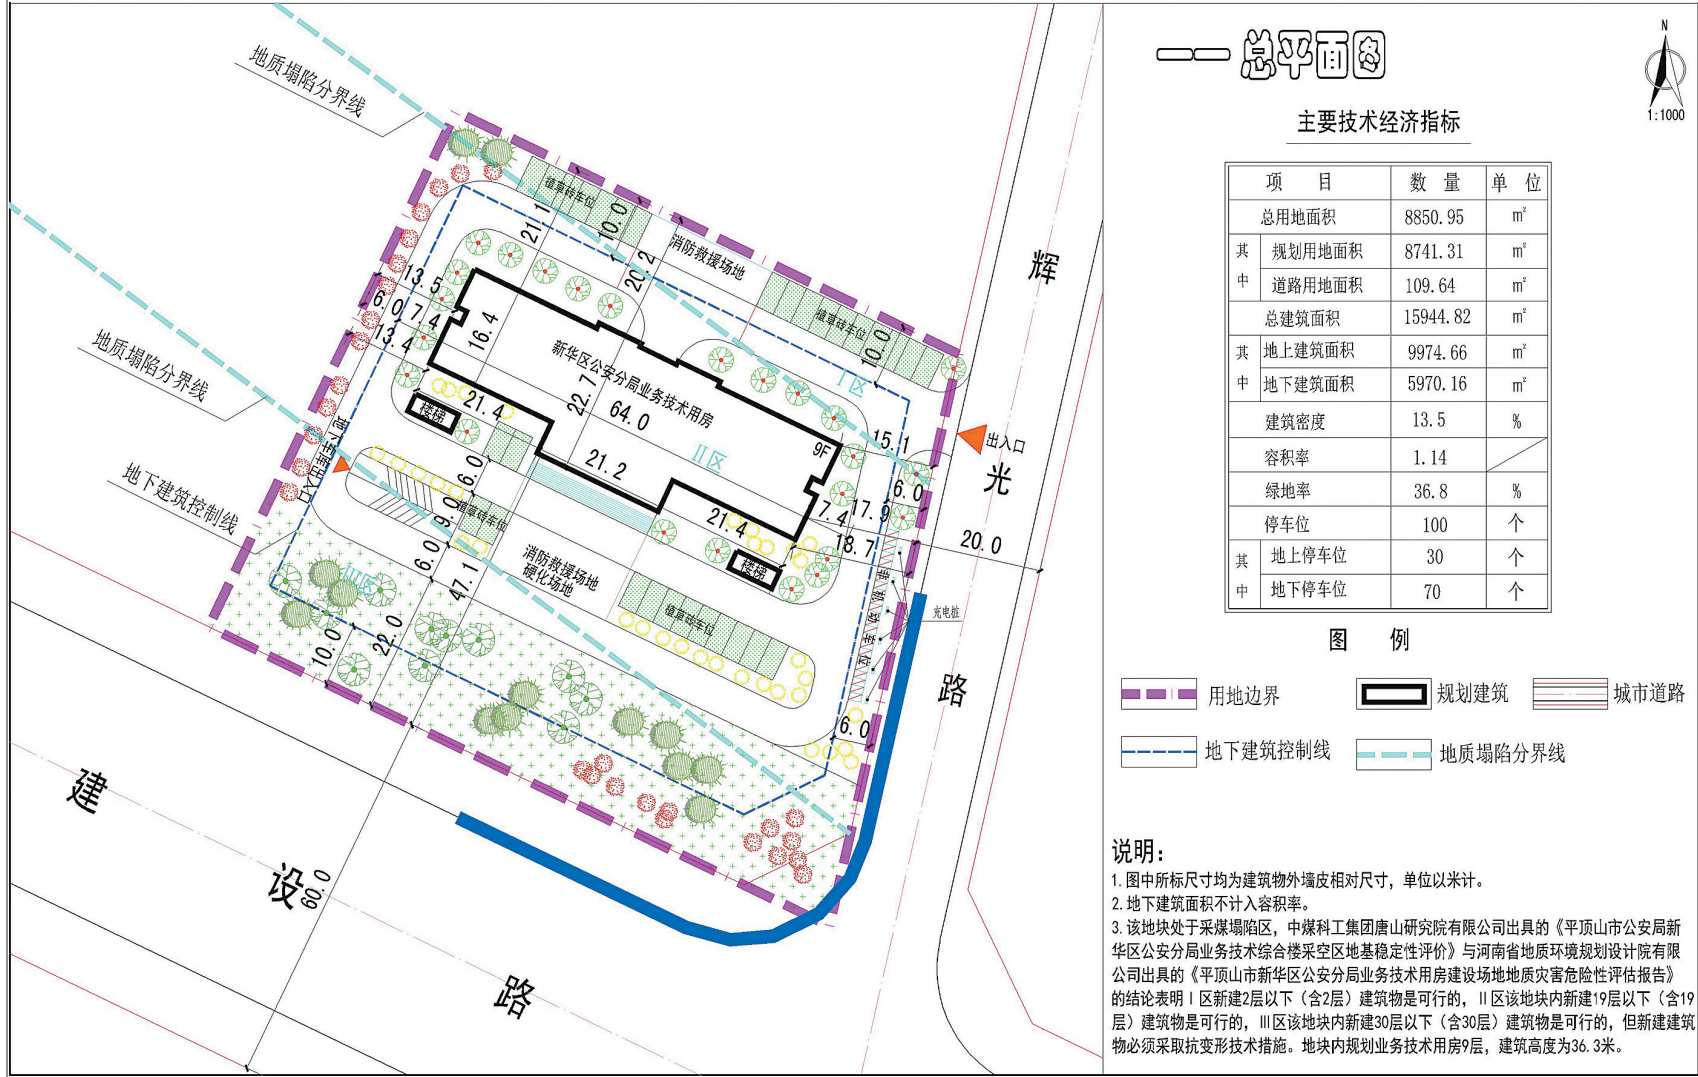 一一总平面图
N
1:1000
主要技术经济指标
项 目 数 量 单 位
总用地面积 8850.95 ㎡
其中
规划用地面积 8741.31 ㎡
道路用地面积 109.64 ㎡
总建筑面积 15944.82 ㎡
其中
地上建筑面积 9974.66 ㎡
地下建筑面积 5970.16 ㎡
建筑密度 13.5 %
容积率 1.14
绿地率 36.8 %
停车位 100 个
其中
地上停车位 30 个
地下停车位 70 个
图 例
用地边界
规划建筑
城市道路
地下建筑控制线
地质塌陷分界线
说明:
1.图中所标尺寸均为建筑物外墙皮相对尺寸，单位以米计。
2.地下建筑面积不计入容积率。
3.该地块处于采煤塌陷区，中煤科工集团唐山研究院有限公司出具的《平顶山市公安局新
华区公安分局业务技术综合楼采空区地基稳定性评价》与河南省地质环境规划设计院有限
公司出具的《平顶山市新华区公安分局业务技术用房建设场地地质灾害危险性评估报告》
的结论表明Ⅰ区新建2层以下（含2层）建筑物是可行的，Ⅱ区该地块内新建19层以下（含19
层）建筑物是可行的，Ⅲ区该地块内新建30层以下（含30层）建筑物是可行的，但新建建筑
物必须采取抗变形技术措施。地块内规划业务技术用房9层，建筑高度为36.3米。
地质塌陷分界线
地质塌陷分界线
地下建筑控制线
植草砖车位
21.1
10.0
20.2
消防救援场地
植草砖车位
10.0
Ⅰ区
13.5
6.0
7.4
13.4
16.4
新华区公安分局业务技术用房
22.7
64.0
Ⅱ区
9F
15.1
出入口
楼梯
21.4
21.2
21.4
楼梯
6.0
7.4
17.9
18.7
20.0
地下车库出入口
6.0
9.0
植草砖车位
6.0
47.1
消防救援场地
硬化场地
植草砖车位
非机动车位
充电桩
Ⅲ区
10.0
22.0
6.0
60.0
辉
光
路
建
设
路